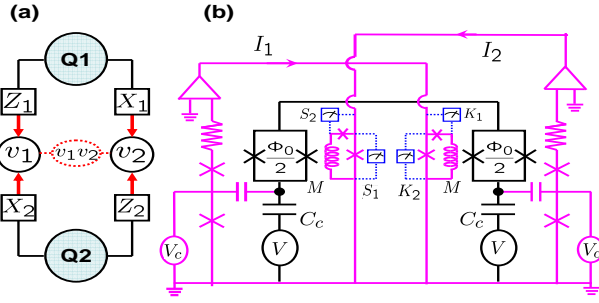 (a)
Q1
Z1 X1
v1 v1v2 v2
X2 Z2
Q2
(b)
I1 I2
S2 K1
Φ0/2 Φ0/2
M S1 K2 M
Cc Cc
Vc V V Vc